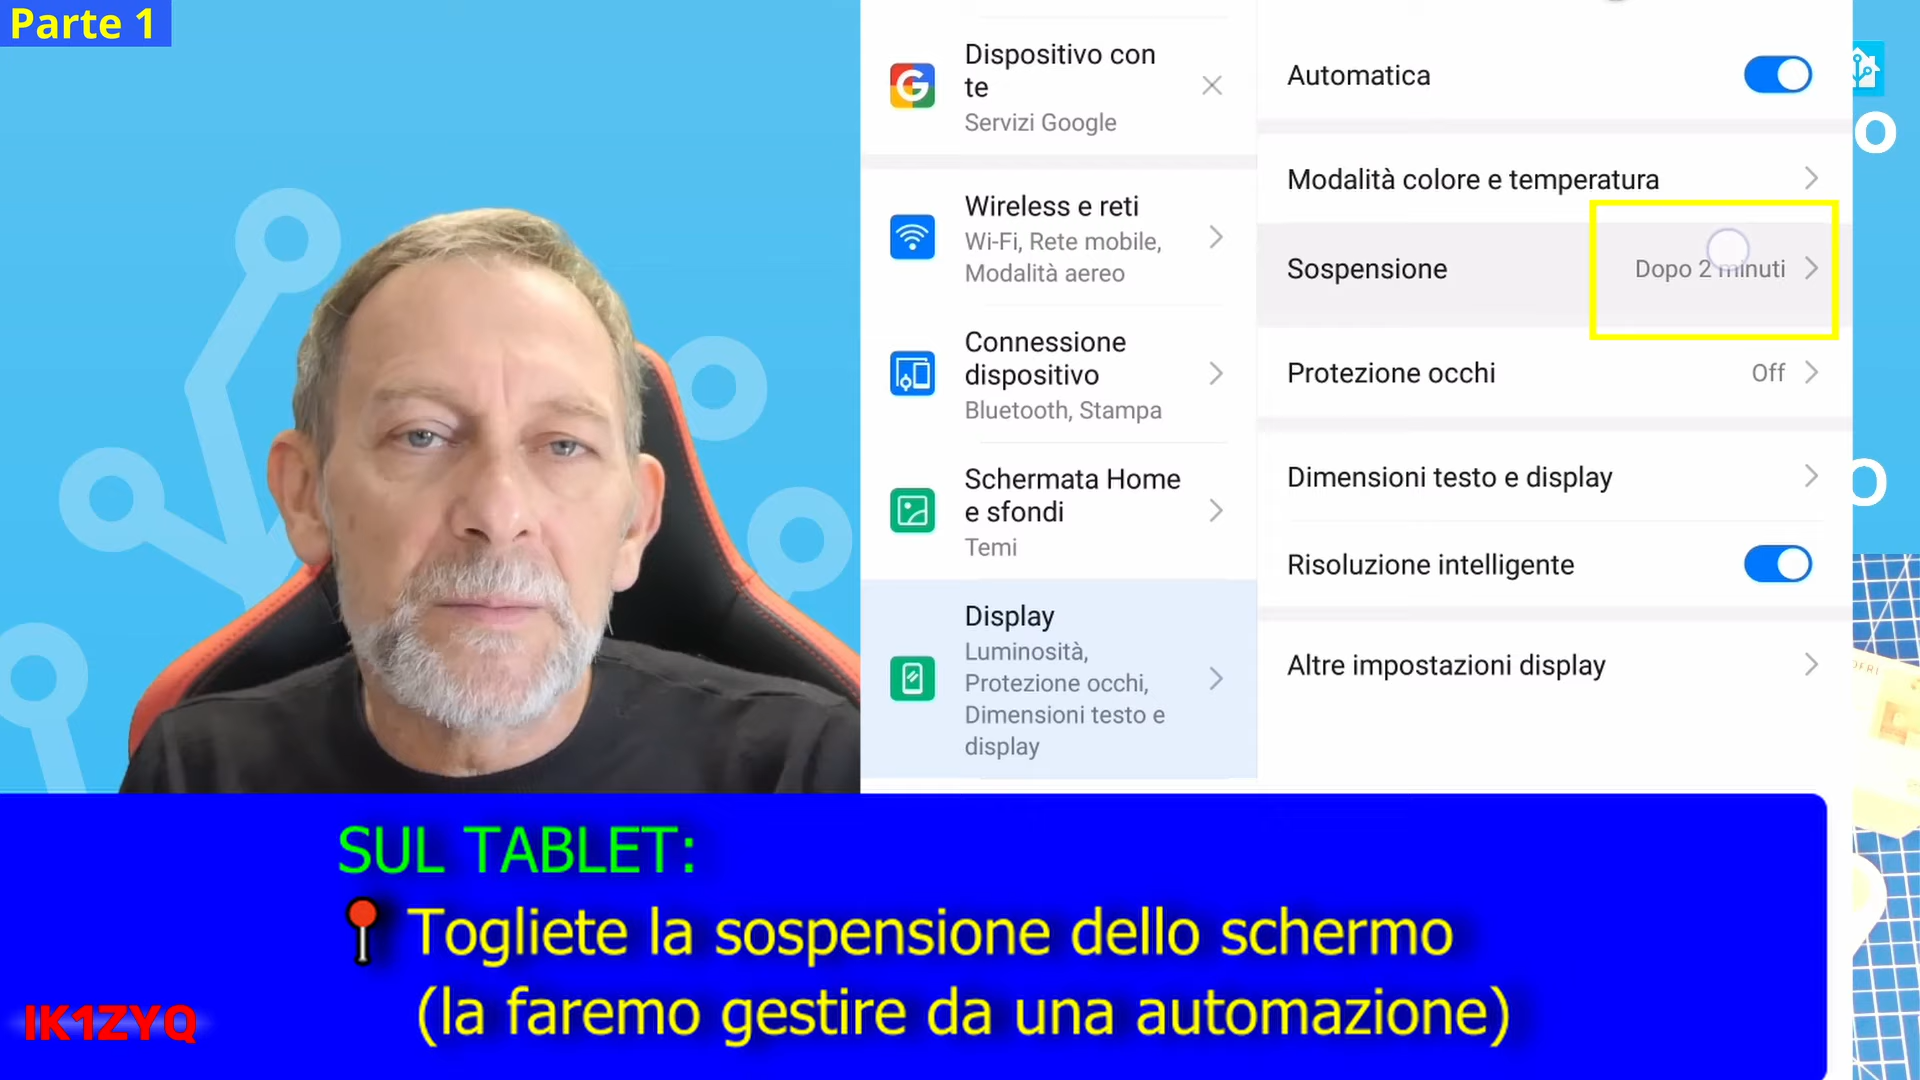 Parte 1
Dispositivo con
te
Servizi Google
Wireless e reti
Wi-Fi, Rete mobile,
Modalità aereo
Connessione
dispositivo
Bluetooth, Stampa
Schermata Home
e sfondi
Temi
Display
Luminosità,
Protezione occhi,
Dimensioni testo e
display
Automatica
Modalità colore e temperatura
Sospensione
Dopo 2 minuti
Protezione occhi
Off
Dimensioni testo e display
Risoluzione intelligente
Altre impostazioni display
o
o
SUL TABLET:
Togliete la sospensione dello schermo
(la faremo gestire da una automazione)
IK1ZYQ